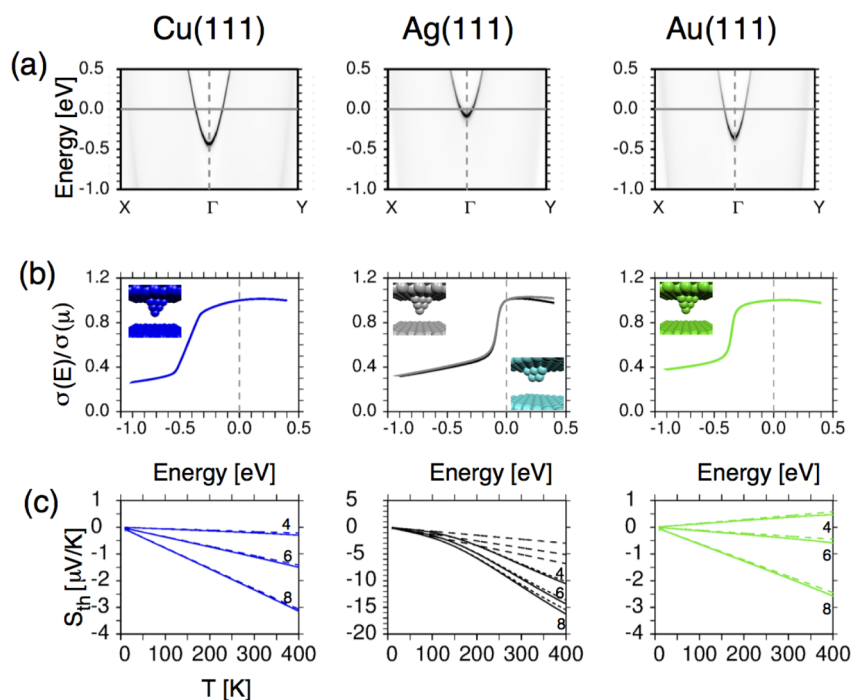 Cu(111) Ag(111) Au(111)
(a)
Energy [eV]
0.5 0.5 0.5
0.0 0.0 0.0
-0.5 -0.5 -0.5
-1.0 -1.0 -1.0
X Γ Y X Γ Y X Γ Y
(b)
σ(E)/σ(μ)
1.2 1.2 1.2
0.8 0.8 0.8
0.4 0.4 0.4
0.0 0.0 0.0
-1.0 -0.5 0.0 0.5 -1.0 -0.5 0.0 0.5 -1.0 -0.5 0.0 0.5
Energy [eV] Energy [eV] Energy [eV]
(c)
S_th [μV/K]
1 5 1
0 0 0
-1 -5 -1
-2 -10 -2
-3 -15 -3
-4 -20 -4
4 4 4
6 6 6
8 8 8
0 100 200 300 400 0 100 200 300 400 0 100 200 300 400
T [K]